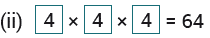 (ii) 4 × 4 × 4 = 64